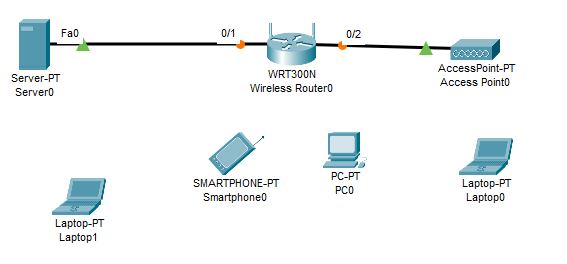 Fa0
0/1
0/2
Server-PT
Server0
WRT300N
Wireless Router0
AccessPoint-PT
Access Point0
SMARTPHONE-PT
Smartphone0
PC-PT
PC0
Laptop-PT
Laptop0
Laptop-PT
Laptop1